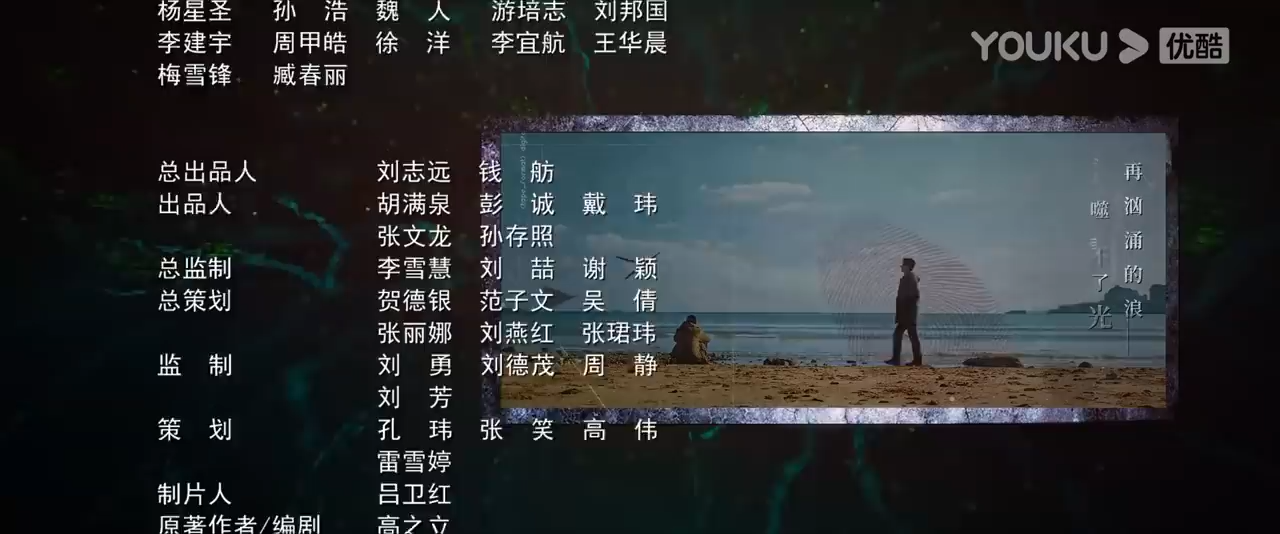 杨星圣 孙 浩 魏 人 游培志 刘邦国
李建宇 周甲皓 徐 洋 李宜航 王华晨
梅雪锋 臧春丽
YOUKU 优酷
总出品人 刘志远 钱 舫
出品人 胡满泉 彭 诚 戴 玮
张文龙 孙存照
总监制 李雪慧 刘 喆 谢 颖
总策划 贺德银 范子文 吴 倩
张丽娜 刘燕红 张珺玮
监 制 刘 勇 刘德茂 周 静
刘 芳
策 划 孔 玮 张 笑 高 伟
雷雪婷
制片人 吕卫红
原著作者/编剧 高之立
再汹涌的浪
噬不了光